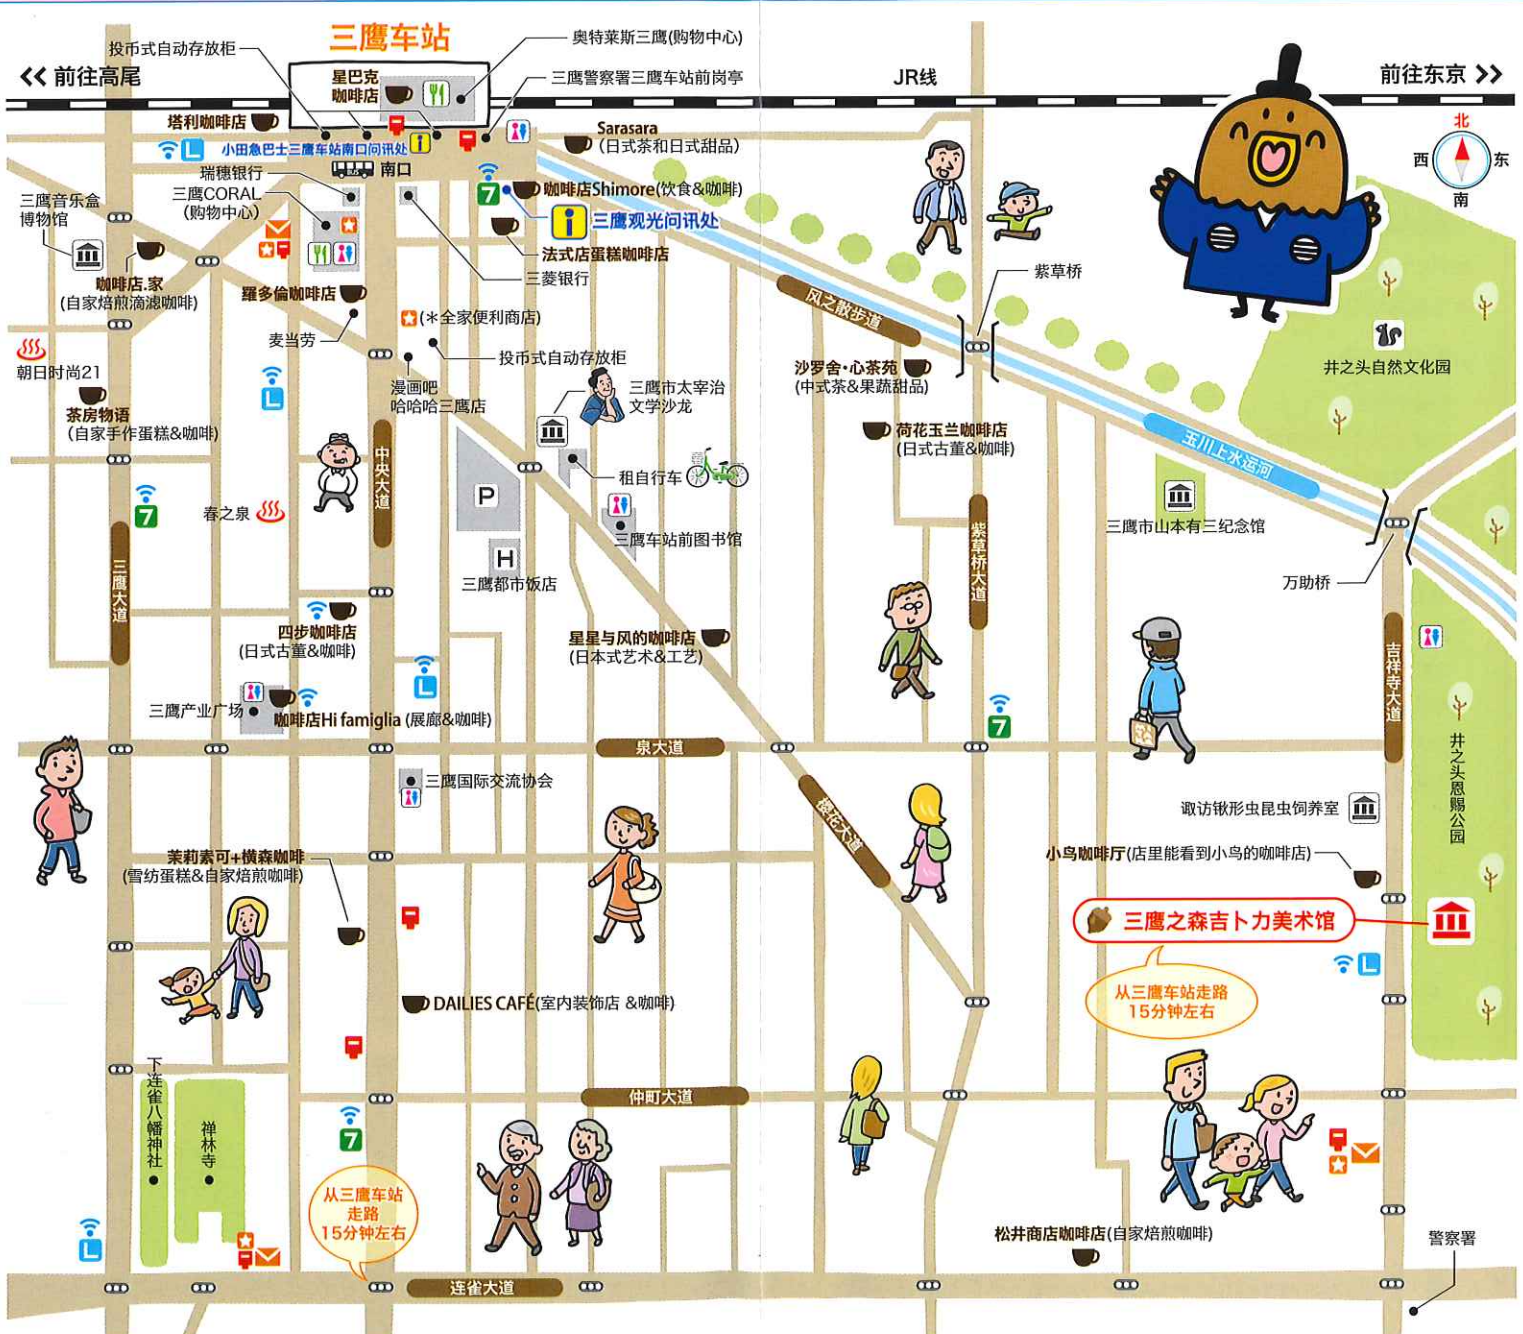 三鹰车站
投币式自动存放柜
奥特莱斯三鹰(购物中心)
<< 前往高尾
星巴克
咖啡店
三鹰警察署三鹰车站前岗亭
JR线
前往东京 >>
塔利咖啡店
小田急巴士三鹰车站南口问讯处
Sarasara
(日式茶和日式甜品)
北
西
东
南
瑞穗银行
南口
三鹰CORAL
(购物中心)
7
咖啡店Shimore(饮食&咖啡)
三鹰观光问讯处
三鹰音乐盒
博物馆
法式店蛋糕咖啡店
三菱银行
紫草桥
咖啡店.家
(自家焙煎滴滤咖啡)
羅多倫咖啡店
(*全家便利商店)
风之散步道
麦当劳
投币式自动存放柜
朝日时尚21
漫画吧
哈哈哈三鹰店
三鹰市太宰治
文学沙龙
沙罗舍·心茶苑
(中式茶&果蔬甜品)
井之头自然文化园
L
茶房物语
(自家手作蛋糕&咖啡)
荷花玉兰咖啡店
(日式古董&咖啡)
玉川上水运河
中央大道
租自行车
P
7
春之泉
三鹰车站前图书馆
三鹰市山本有三纪念馆
H
三鹰都市饭店
紫草桥大道
万助桥
三鹰大道
四步咖啡店
(日式古董&咖啡)
星星与风的咖啡店
(日本式艺术&工艺)
吉祥寺大道
L
三鹰产业广场
咖啡店Hi famiglia (展廊&咖啡)
7
泉大道
三鹰国际交流协会
井之头恩赐公园
樱花大道
诹访锹形虫昆虫饲养室
茉莉素可+横森咖啡
(雪纺蛋糕&自家焙煎咖啡)
小鸟咖啡厅(店里能看到小鸟的咖啡店)
三鹰之森吉卜力美术馆
L
从三鹰车站走路
15分钟左右
DAILIES CAFÉ(室内装饰店 &咖啡)
下连雀八幡神社
禅林寺
仲町大道
7
从三鹰车站
走路
15分钟左右
L
松井商店咖啡店(自家焙煎咖啡)
警察署
连雀大道